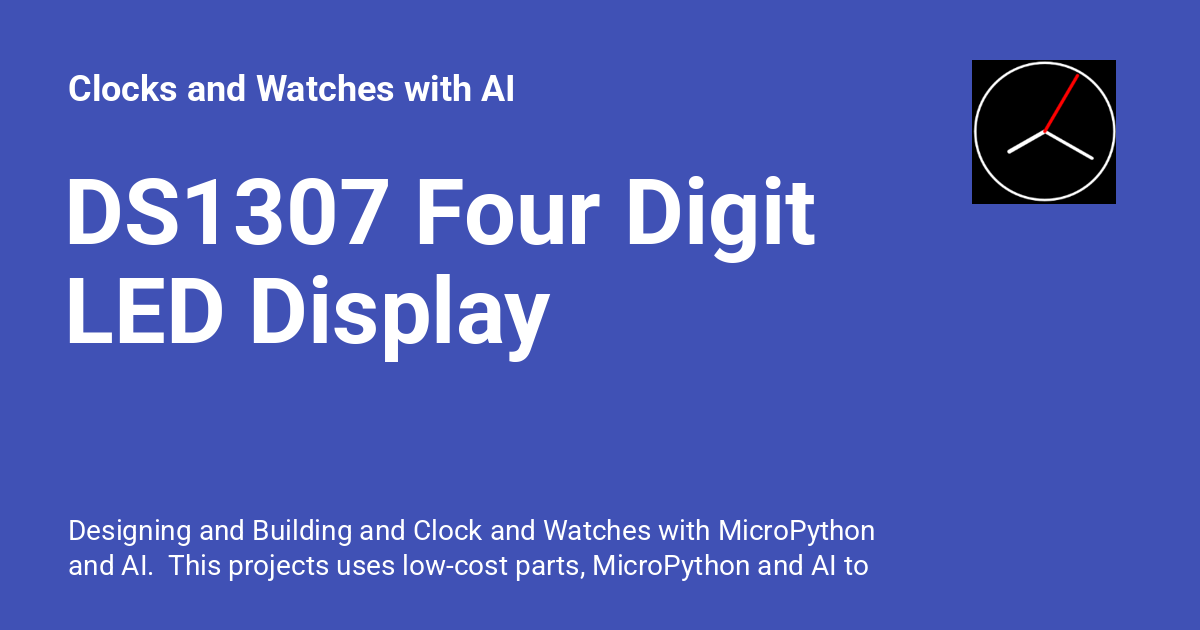 Clocks and Watches with AI
DS1307 Four Digit
LED Display
Designing and Building and Clock and Watches with MicroPython
and AI.  This projects uses low-cost parts, MicroPython and AI to